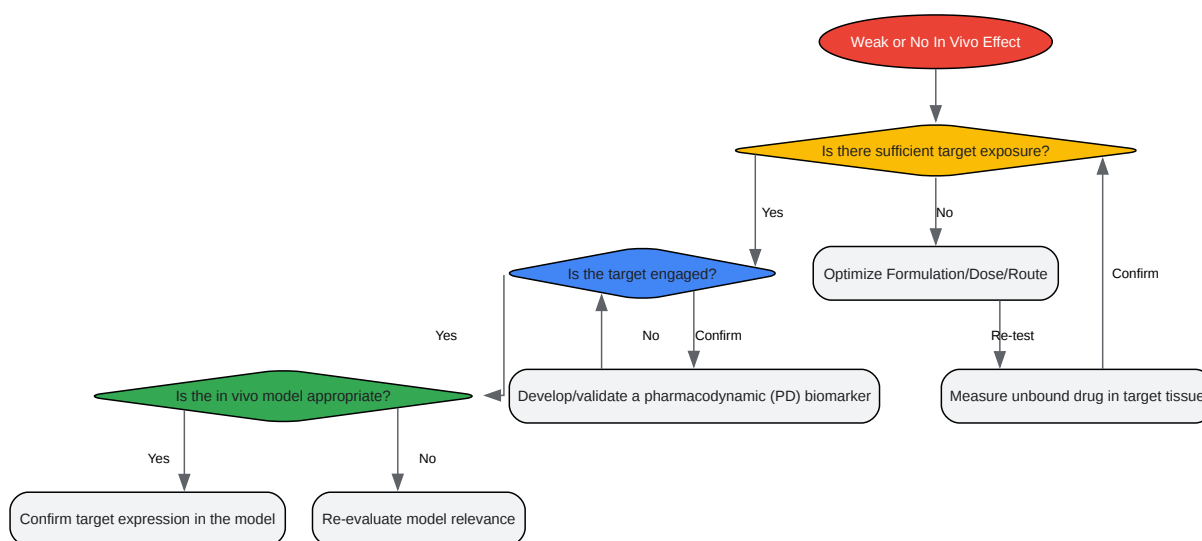 Weak or No In Vivo Effect
Is there sufficient target exposure?
Yes
No
Is the target engaged?
Optimize Formulation/Dose/Route
Confirm
Yes
No
Confirm
Re-test
Is the in vivo model appropriate?
Develop/validate a pharmacodynamic (PD) biomarker
Measure unbound drug in target tissue
Yes
No
Confirm target expression in the model
Re-evaluate model relevance